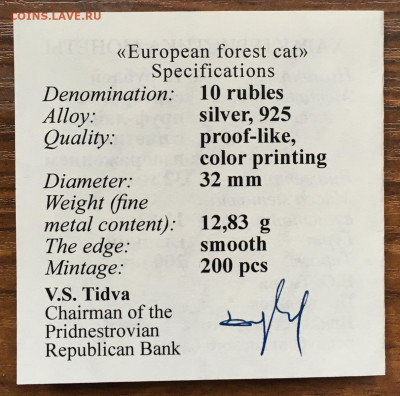 COINS.LAVE.RU
«European forest cat»
Specifications
Denomination: 10 rubles
Alloy: silver, 925
Quality: proof-like,
color printing
Diameter: 32 mm
Weight (fine
metal content): 12,83 g
The edge: smooth
Mintage: 200 pcs
V.S. Tidva
Chairman of the
Pridnestrovian
Republican Bank